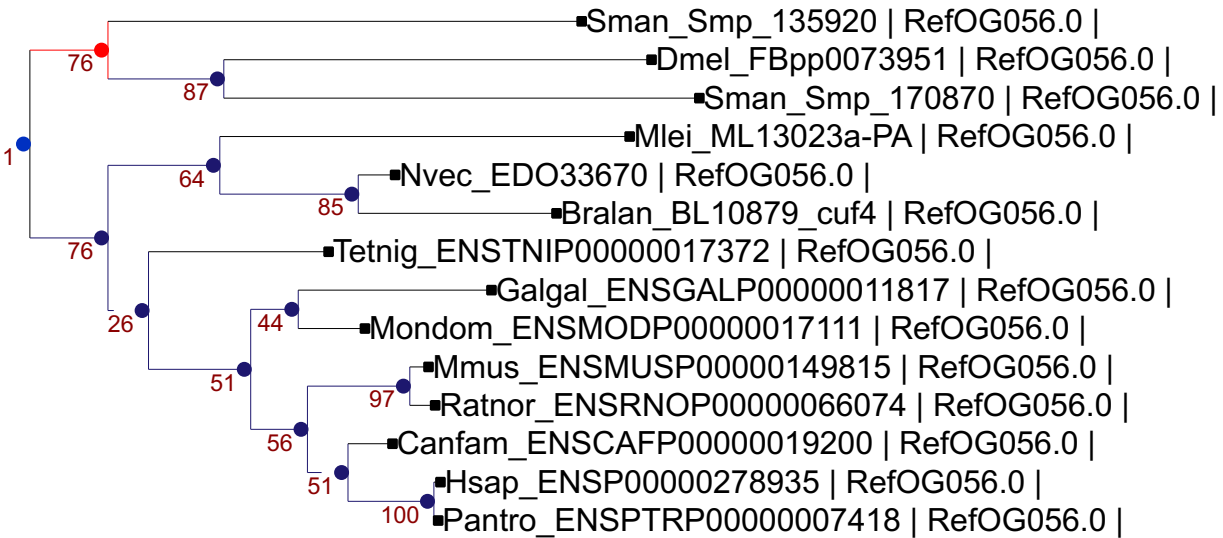 Sman_Smp_135920 | RefOG056.0 |
76
Dmel_FBpp0073951 | RefOG056.0 |
87
Sman_Smp_170870 | RefOG056.0 |
Mlei_ML13023a-PA | RefOG056.0 |
1
64
Nvec_EDO33670 | RefOG056.0 |
85
Bralan_BL10879_cuf4 | RefOG056.0 |
76
Tetnig_ENSTNIP00000017372 | RefOG056.0 |
Galgal_ENSGALP00000011817 | RefOG056.0 |
26
44
Mondom_ENSMODP00000017111 | RefOG056.0 |
Mmus_ENSMUSP00000149815 | RefOG056.0 |
51
97
Ratnor_ENSRNOP00000066074 | RefOG056.0 |
56
Canfam_ENSCAFP00000019200 | RefOG056.0 |
51
Hsap_ENSP00000278935 | RefOG056.0 |
100
Pantro_ENSPTRP00000007418 | RefOG056.0 |